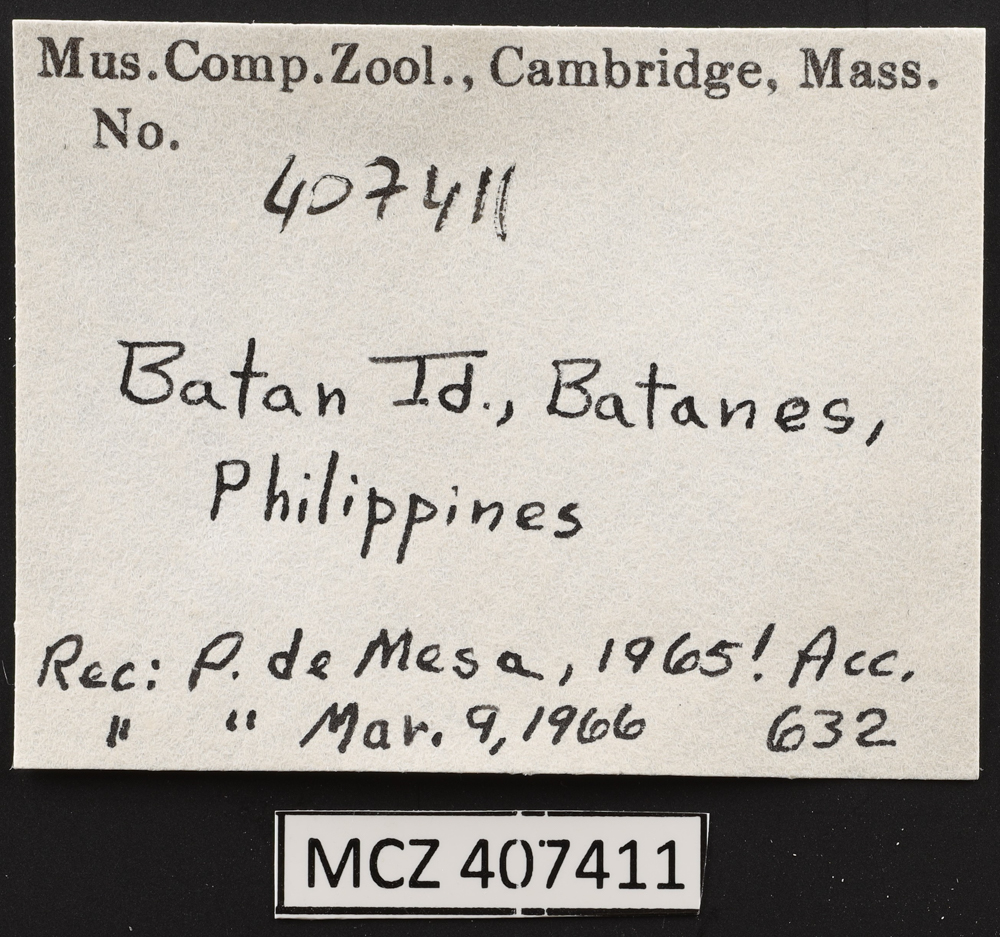 Mus.Comp.Zool., Cambridge, Mass.
No.
407411
Batan Id., Batanes,
Philippines
Rec: P. de Mesa, 1965! Acc.
" " Mar. 9, 1966 632
MCZ 407411